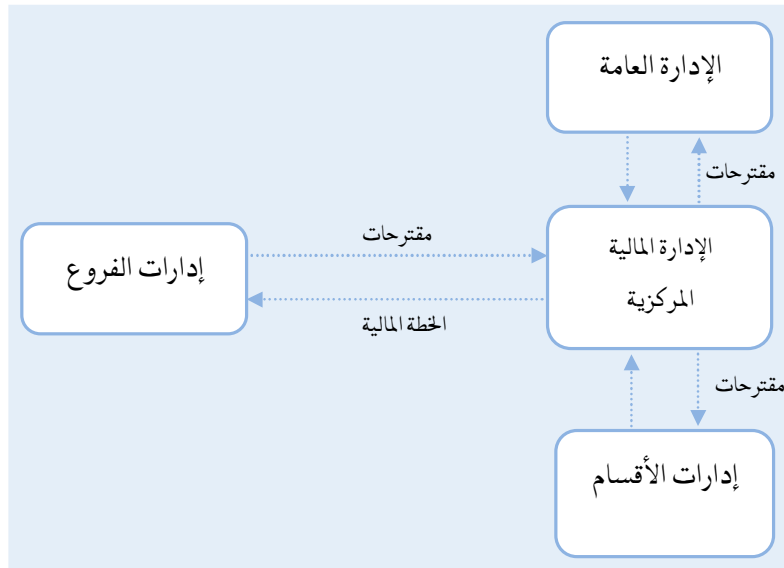 الإدارة العامة
مقترحات
الإدارة المالية
المركزية
مقترحات
إدارات الفروع
الخطة المالية
مقترحات
إدارات الأقسام